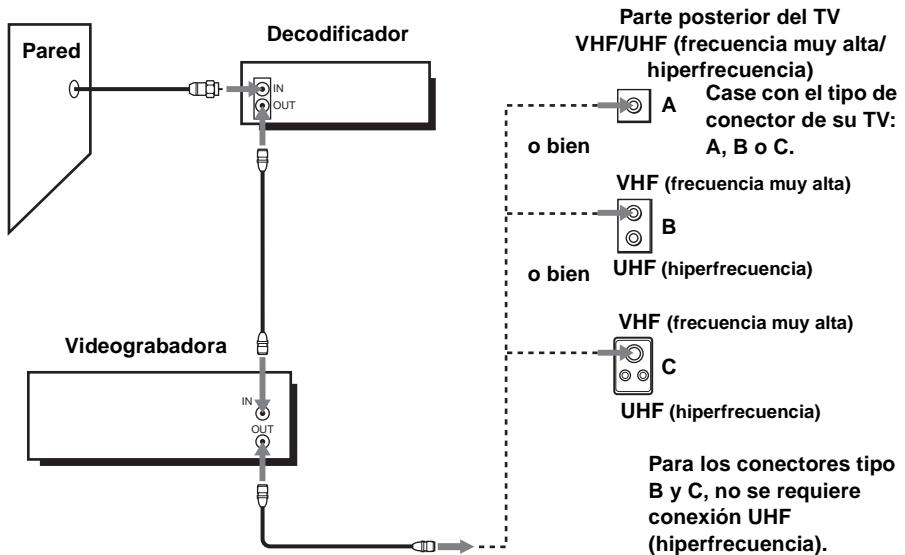 Pared
Decodificador
IN
OUT
Parte posterior del TV
VHF/UHF (frecuencia muy alta/
hiperfrecuencia)
A
Case con el tipo de
conector de su TV:
A, B o C.
o bien
VHF (frecuencia muy alta)
B
UHF (hiperfrecuencia)
o bien
VHF (frecuencia muy alta)
C
UHF (hiperfrecuencia)
Videograbadora
IN
OUT
Para los conectores tipo
B y C, no se requiere
conexión UHF
(hiperfrecuencia).